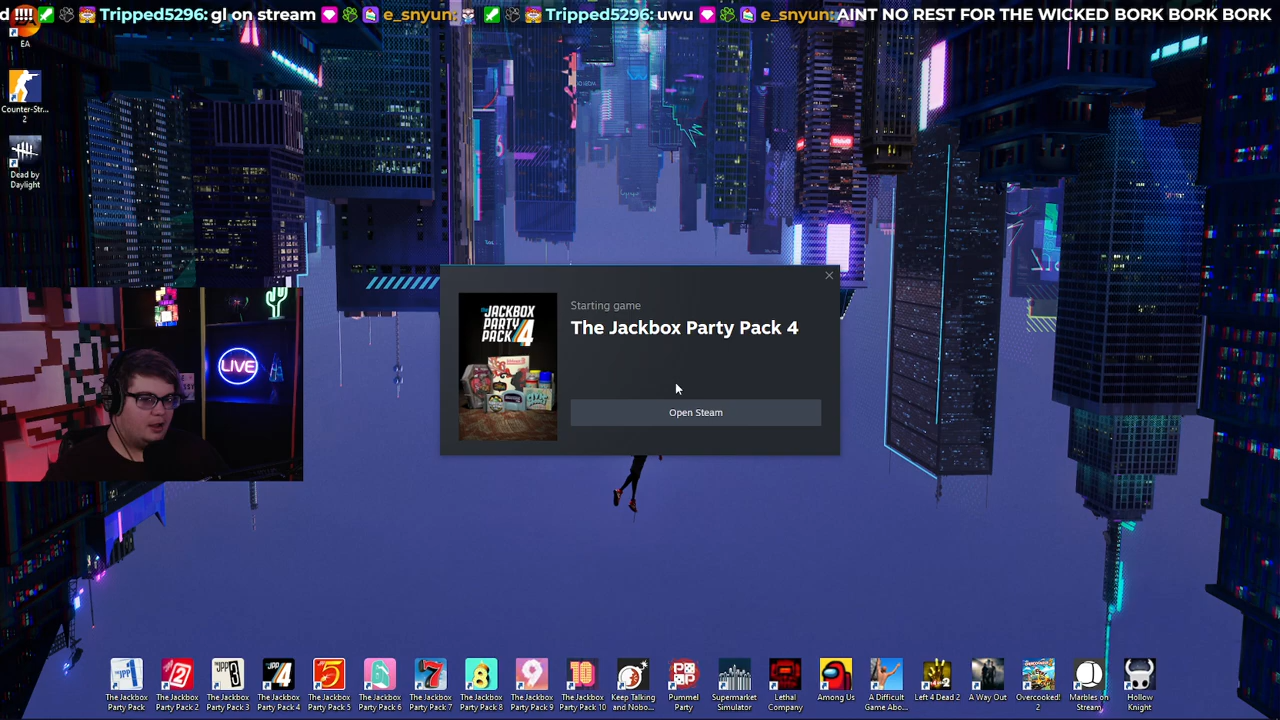 Tripped5296: gl on stream e_snyun: Tripped5296: uwu e_snyun: AINT NO REST FOR THE WICKED BORK BORK BORK
EA
Counter-Str...
2
Dead by
Daylight
Starting game
The Jackbox Party Pack 4
THE JACKBOX
PARTY
PACK 4
Open Steam
LIVE
The Jackbox
Party Pack
The Jackbox
Party Pack 2
The Jackbox
Party Pack 3
The Jackbox
Party Pack 4
The Jackbox
Party Pack 5
The Jackbox
Party Pack 6
The Jackbox
Party Pack 7
The Jackbox
Party Pack 8
The Jackbox
Party Pack 9
The Jackbox
Party Pack 10
Keep Talking
and Nobo...
Pummel
Party
Supermarket
Simulator
Lethal
Company
Among Us
A Difficult
Game Abo...
Left 4 Dead 2
A Way Out
Overcooked!
2
Marbles on
Stream
Hollow
Knight